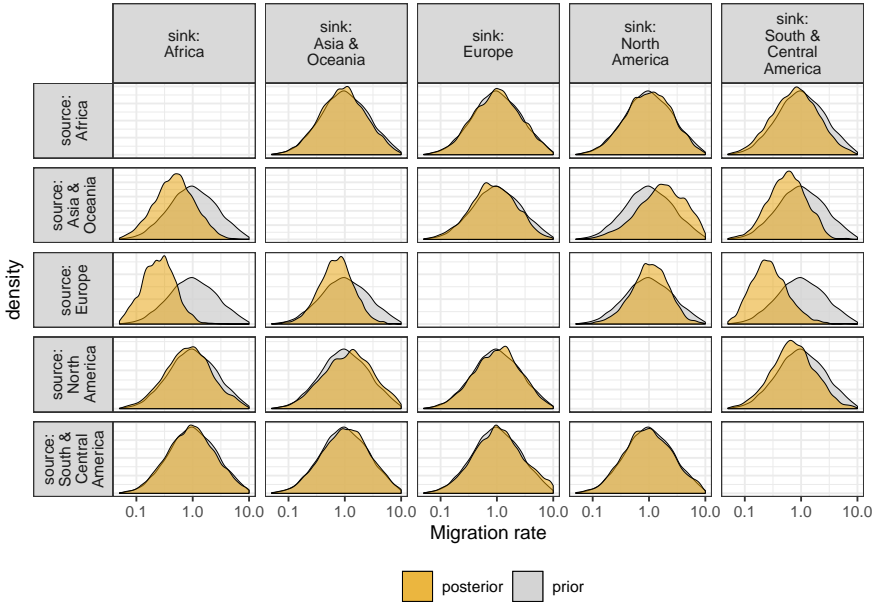 sink:
Africa
sink:
Asia &
Oceania
sink:
Europe
sink:
North
America
sink:
South &
Central
America
source:
Africa
source:
Asia &
Oceania
source:
Europe
source:
North
America
source:
South &
Central
America
density
0.1 1.0 10.0 0.1 1.0 10.0 0.1 1.0 10.0 0.1 1.0 10.0 0.1 1.0 10.0
Migration rate
posterior prior